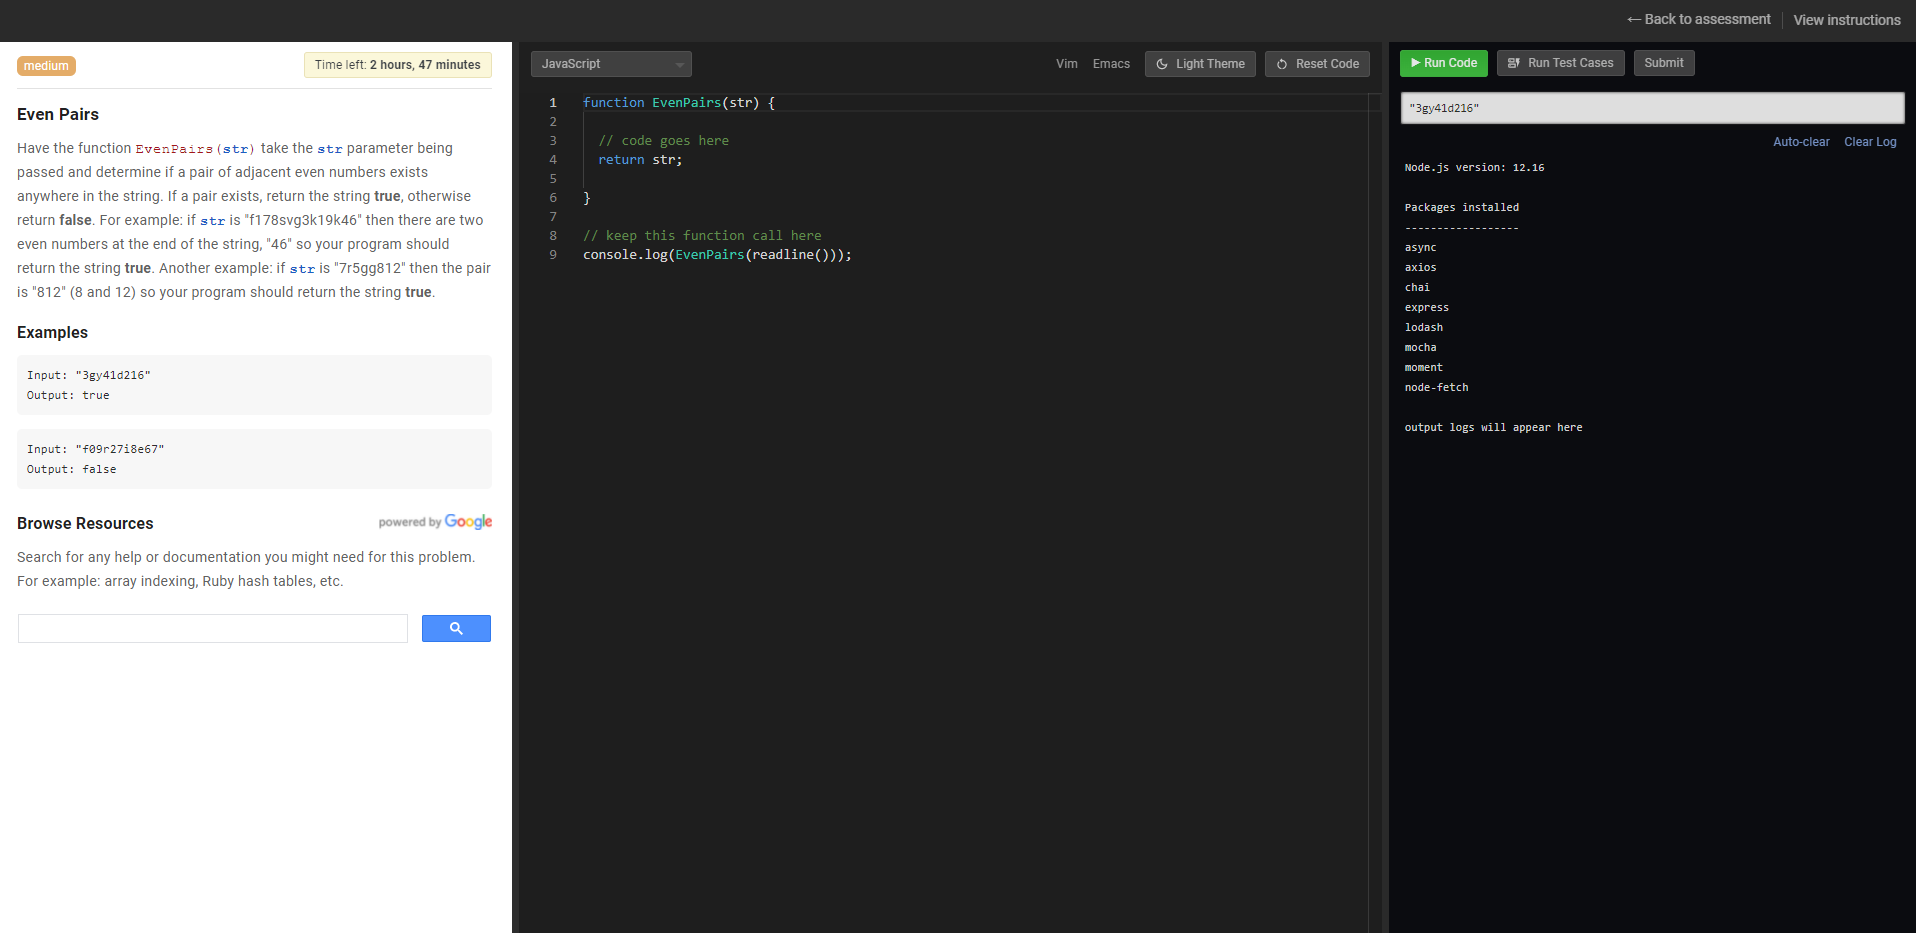 ← Back to assessment
View instructions
medium
Time left: 2 hours, 47 minutes
Even Pairs
Have the function EvenPairs(str) take the str parameter being
passed and determine if a pair of adjacent even numbers exists
anywhere in the string. If a pair exists, return the string true, otherwise
return false. For example: if str is "f178svg3k19k46" then there are two
even numbers at the end of the string, "46" so your program should
return the string true. Another example: if str is "7r5gg812" then the pair
is "812" (8 and 12) so your program should return the string true.
Examples
Input: "3gy41d216"
Output: true
Input: "f09r27i8e67"
Output: false
Browse Resources
powered by Google
Search for any help or documentation you might need for this problem.
For example: array indexing, Ruby hash tables, etc.
JavaScript
Vim
Emacs
Light Theme
Reset Code
1 function EvenPairs(str) {
2
3 // code goes here
4 return str;
5
6 }
7
8 // keep this function call here
9 console.log(EvenPairs(readline()));
Run Code
Run Test Cases
Submit
"3gy41d216"
Auto-clear
Clear Log
Node.js version: 12.16
Packages installed
------------------
async
axios
chai
express
lodash
mocha
moment
node-fetch
output logs will appear here